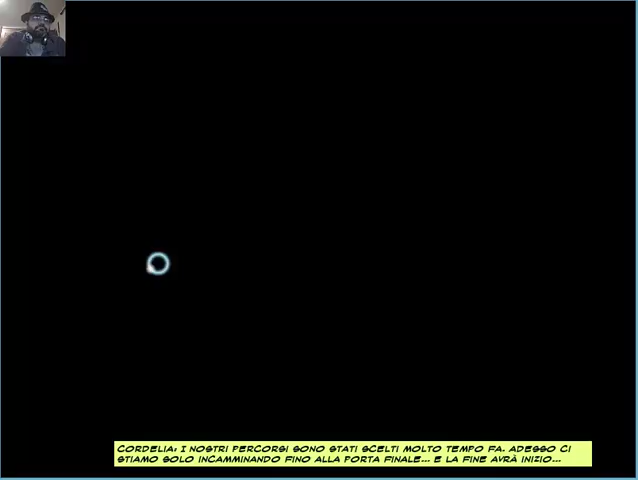 CORDELIA: I NOSTRI PERCORSI SONO STATI SCELTI MOLTO TEMPO FA. ADESSO CI
STIAMO SOLO INCAMMINANDO FINO ALLA PORTA FINALE... E LA FINE AVRÀ INIZIO...